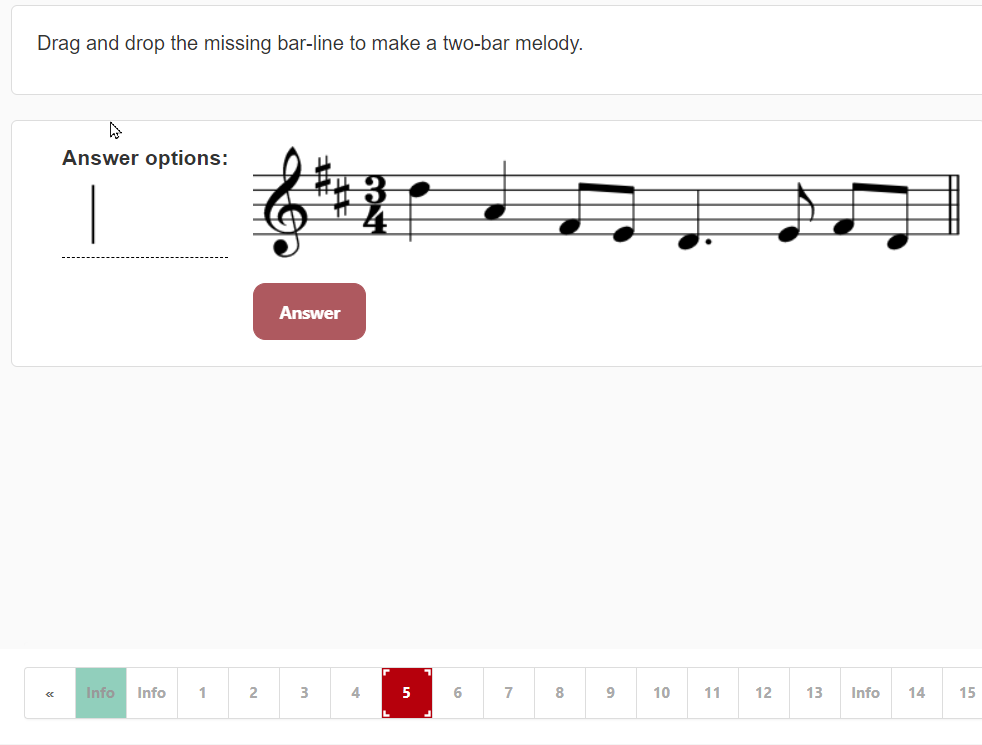 Drag and drop the missing bar-line to make a two-bar melody.
Answer options:
3
4
Answer
« Info Info 1 2 3 4 5 6 7 8 9 10 11 12 13 Info 14 15